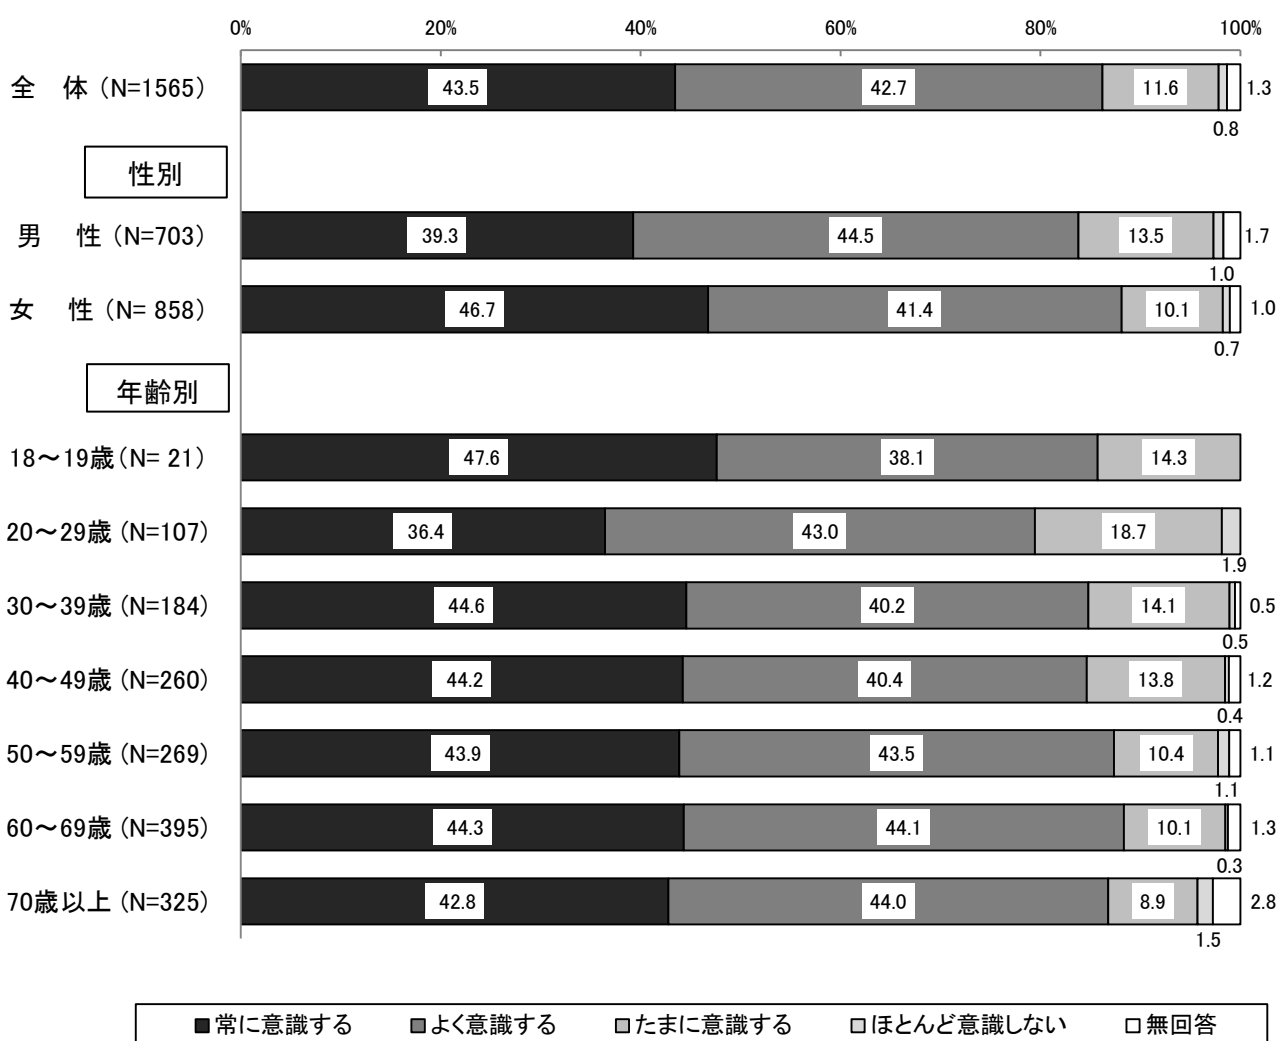 0% 20% 40% 60% 80% 100%
全　体（N=1565） 43.5 42.7 11.6 1.3
0.8
性別
男　性（N=703） 39.3 44.5 13.5 1.7
1.0
女　性（N= 858） 46.7 41.4 10.1 1.0
0.7
年齢別
18～19歳（N= 21） 47.6 38.1 14.3
20～29歳（N=107） 36.4 43.0 18.7
1.9
30～39歳（N=184） 44.6 40.2 14.1 0.5
0.5
40～49歳（N=260） 44.2 40.4 13.8 1.2
0.4
50～59歳（N=269） 43.9 43.5 10.4 1.1
1.1
60～69歳（N=395） 44.3 44.1 10.1 1.3
0.3
70歳以上（N=325） 42.8 44.0 8.9 2.8
1.5
常に意識する よく意識する たまに意識する ほとんど意識しない 無回答